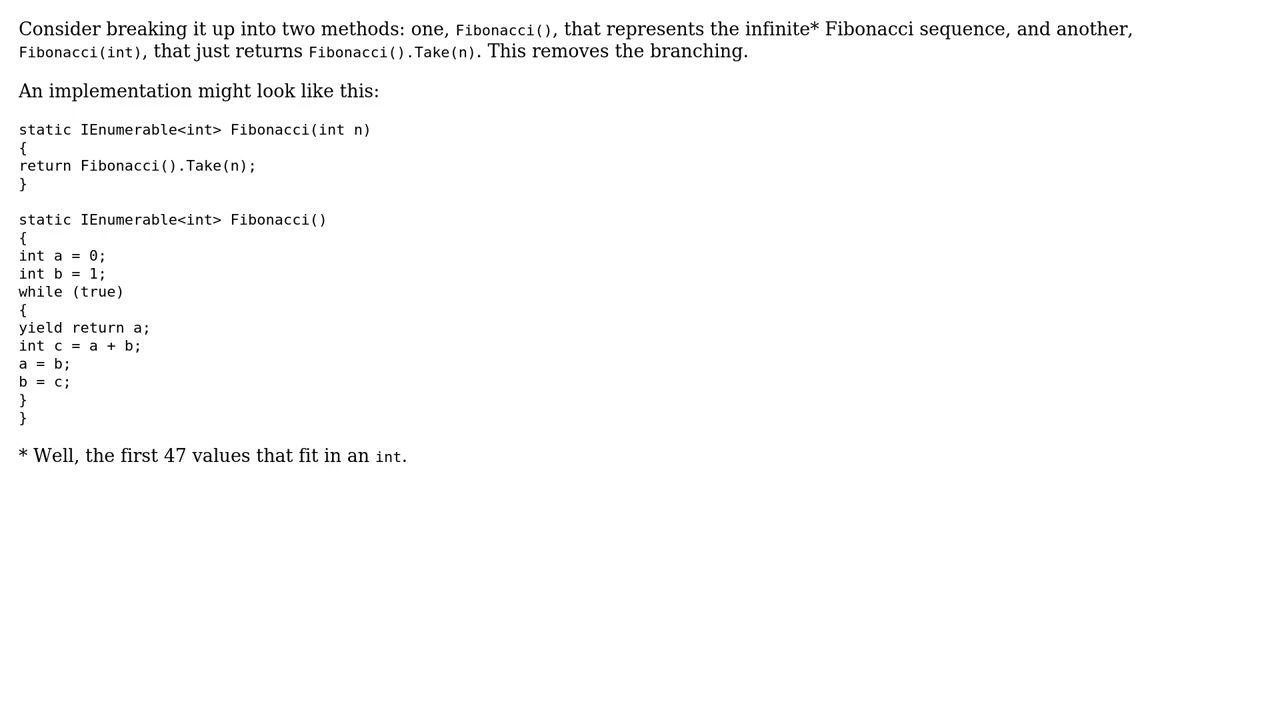 Consider breaking it up into two methods: one, Fibonacci(), that represents the infinite* Fibonacci sequence, and another,
Fibonacci(int), that just returns Fibonacci().Take(n). This removes the branching.
An implementation might look like this:
static IEnumerable<int> Fibonacci(int n)
{
return Fibonacci().Take(n);
}
static IEnumerable<int> Fibonacci()
{
int a = 0;
int b = 1;
while (true)
{
yield return a;
int c = a + b;
a = b;
b = c;
}
}
* Well, the first 47 values that fit in an int.